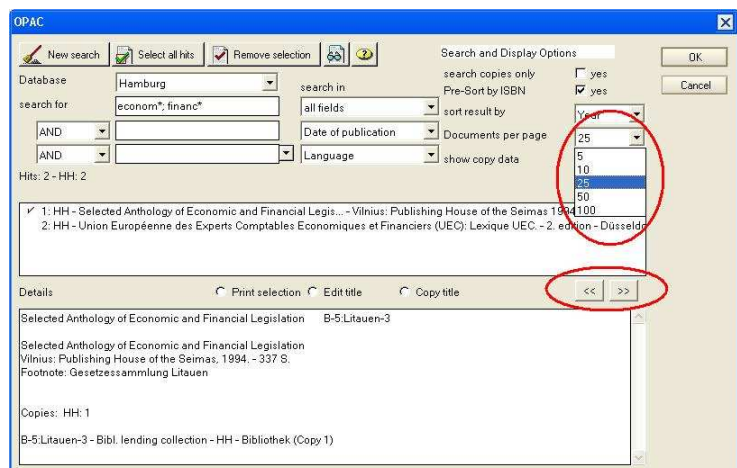 OPAC
New search Select all hits Remove selection Search and Display Options OK
search copies only yes
Database Hamburg search in Pre-Sort by ISBN yes Cancel
search for econom*; financ* all fields sort result by Year
AND Date of publication Documents per page 25
AND Language show copy data 5
10
Hits: 2 - HH: 2 25
50
100
1: HH - Selected Anthology of Economic and Financial Legis... - Vilnius: Publishing House of the Seimas 1994
2: HH - Union Européenne des Experts Comptables Economiques et Financiers (UEC): Lexique UEC. - 2. edition - Düsseldo
Details Print selection Edit title Copy title << >>
Selected Anthology of Economic and Financial Legislation B-5:Litauen-3
Selected Anthology of Economic and Financial Legislation
Vilnius: Publishing House of the Seimas, 1994. - 337 S.
Footnote: Gesetzessammlung Litauen
Copies: HH: 1
B-5:Litauen-3 - Bibl. lending collection - HH - Bibliothek (Copy 1)